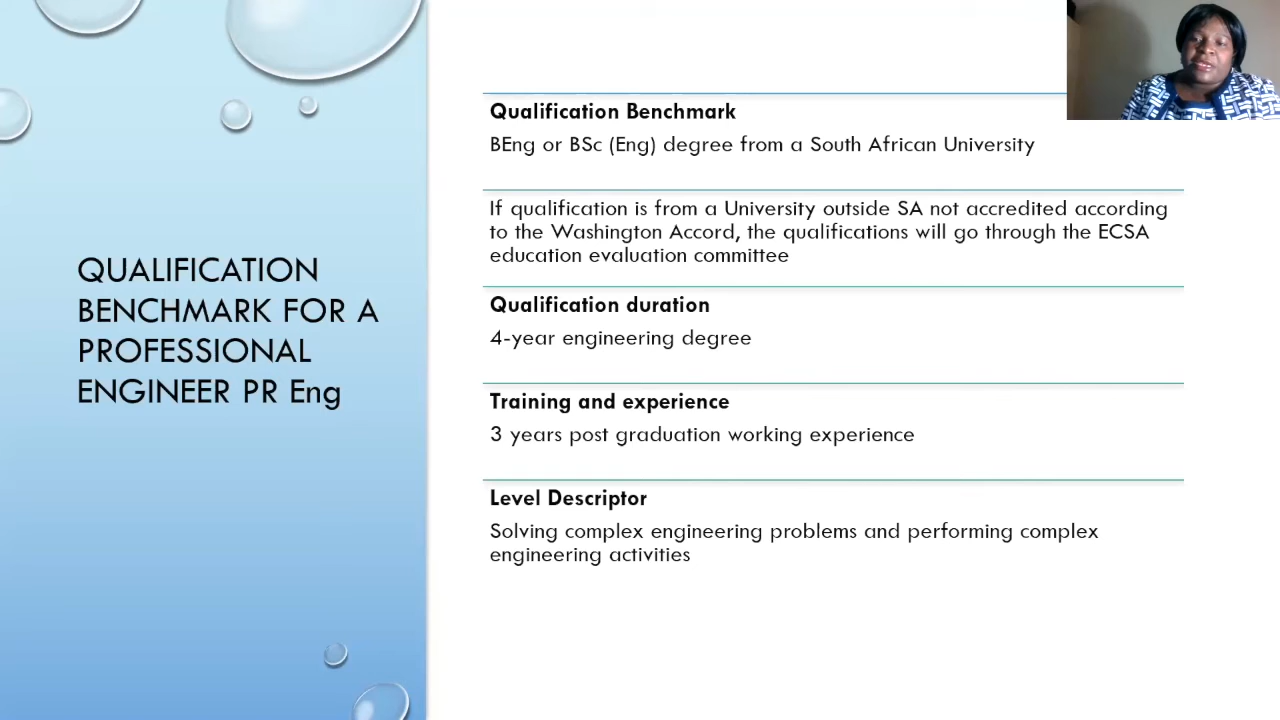 QUALIFICATION
BENCHMARK FOR A
PROFESSIONAL
ENGINEER PR Eng
Qualification Benchmark
BEng or BSc (Eng) degree from a South African University
If qualification is from a University outside SA not accredited according
to the Washington Accord, the qualifications will go through the ECSA
education evaluation committee
Qualification duration
4-year engineering degree
Training and experience
3 years post graduation working experience
Level Descriptor
Solving complex engineering problems and performing complex
engineering activities